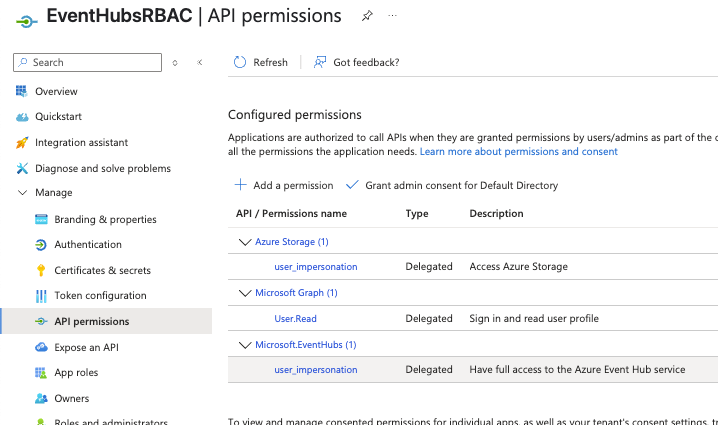 EventHubsRBAC | API permissions
Search
Refresh
Got feedback?
Overview
Quickstart
Integration assistant
Diagnose and solve problems
Manage
Branding & properties
Authentication
Certificates & secrets
Token configuration
API permissions
Expose an API
App roles
Owners
Roles and administrators
Configured permissions
Applications are authorized to call APIs when they are granted permissions by users/admins as part of the
all the permissions the application needs. Learn more about permissions and consent
Add a permission
Grant admin consent for Default Directory
API / Permissions name Type Description
Azure Storage (1)
user_impersonation Delegated Access Azure Storage
Microsoft Graph (1)
User.Read Delegated Sign in and read user profile
Microsoft.EventHubs (1)
user_impersonation Delegated Have full access to the Azure Event Hub service
To view and manage consented permissions for individual apps, as well as your tenant's consent settings,